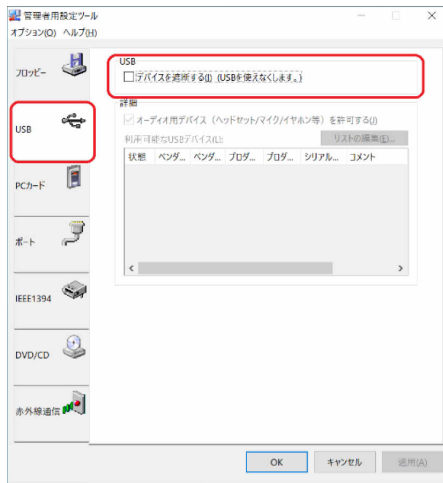 管理者用設定ツール
オプション(O) ヘルプ(H)
フロッピｰ
USB
PCカード
ポート
IEEE1394
DVD/CD
赤外線通信
USB
デバイスを遮断する(I) (USBを使えなくします。)
詳細
オーディオ用デバイス（ヘッドセット/マイク/イヤホン等）を許可する(J)
利用可能なUSBデバイス(L):
リストの編集(E)...
状態 ベンダ... ベンダ... プロダ... プロダ... シリアル... コメント
OK キャンセル 適用(A)